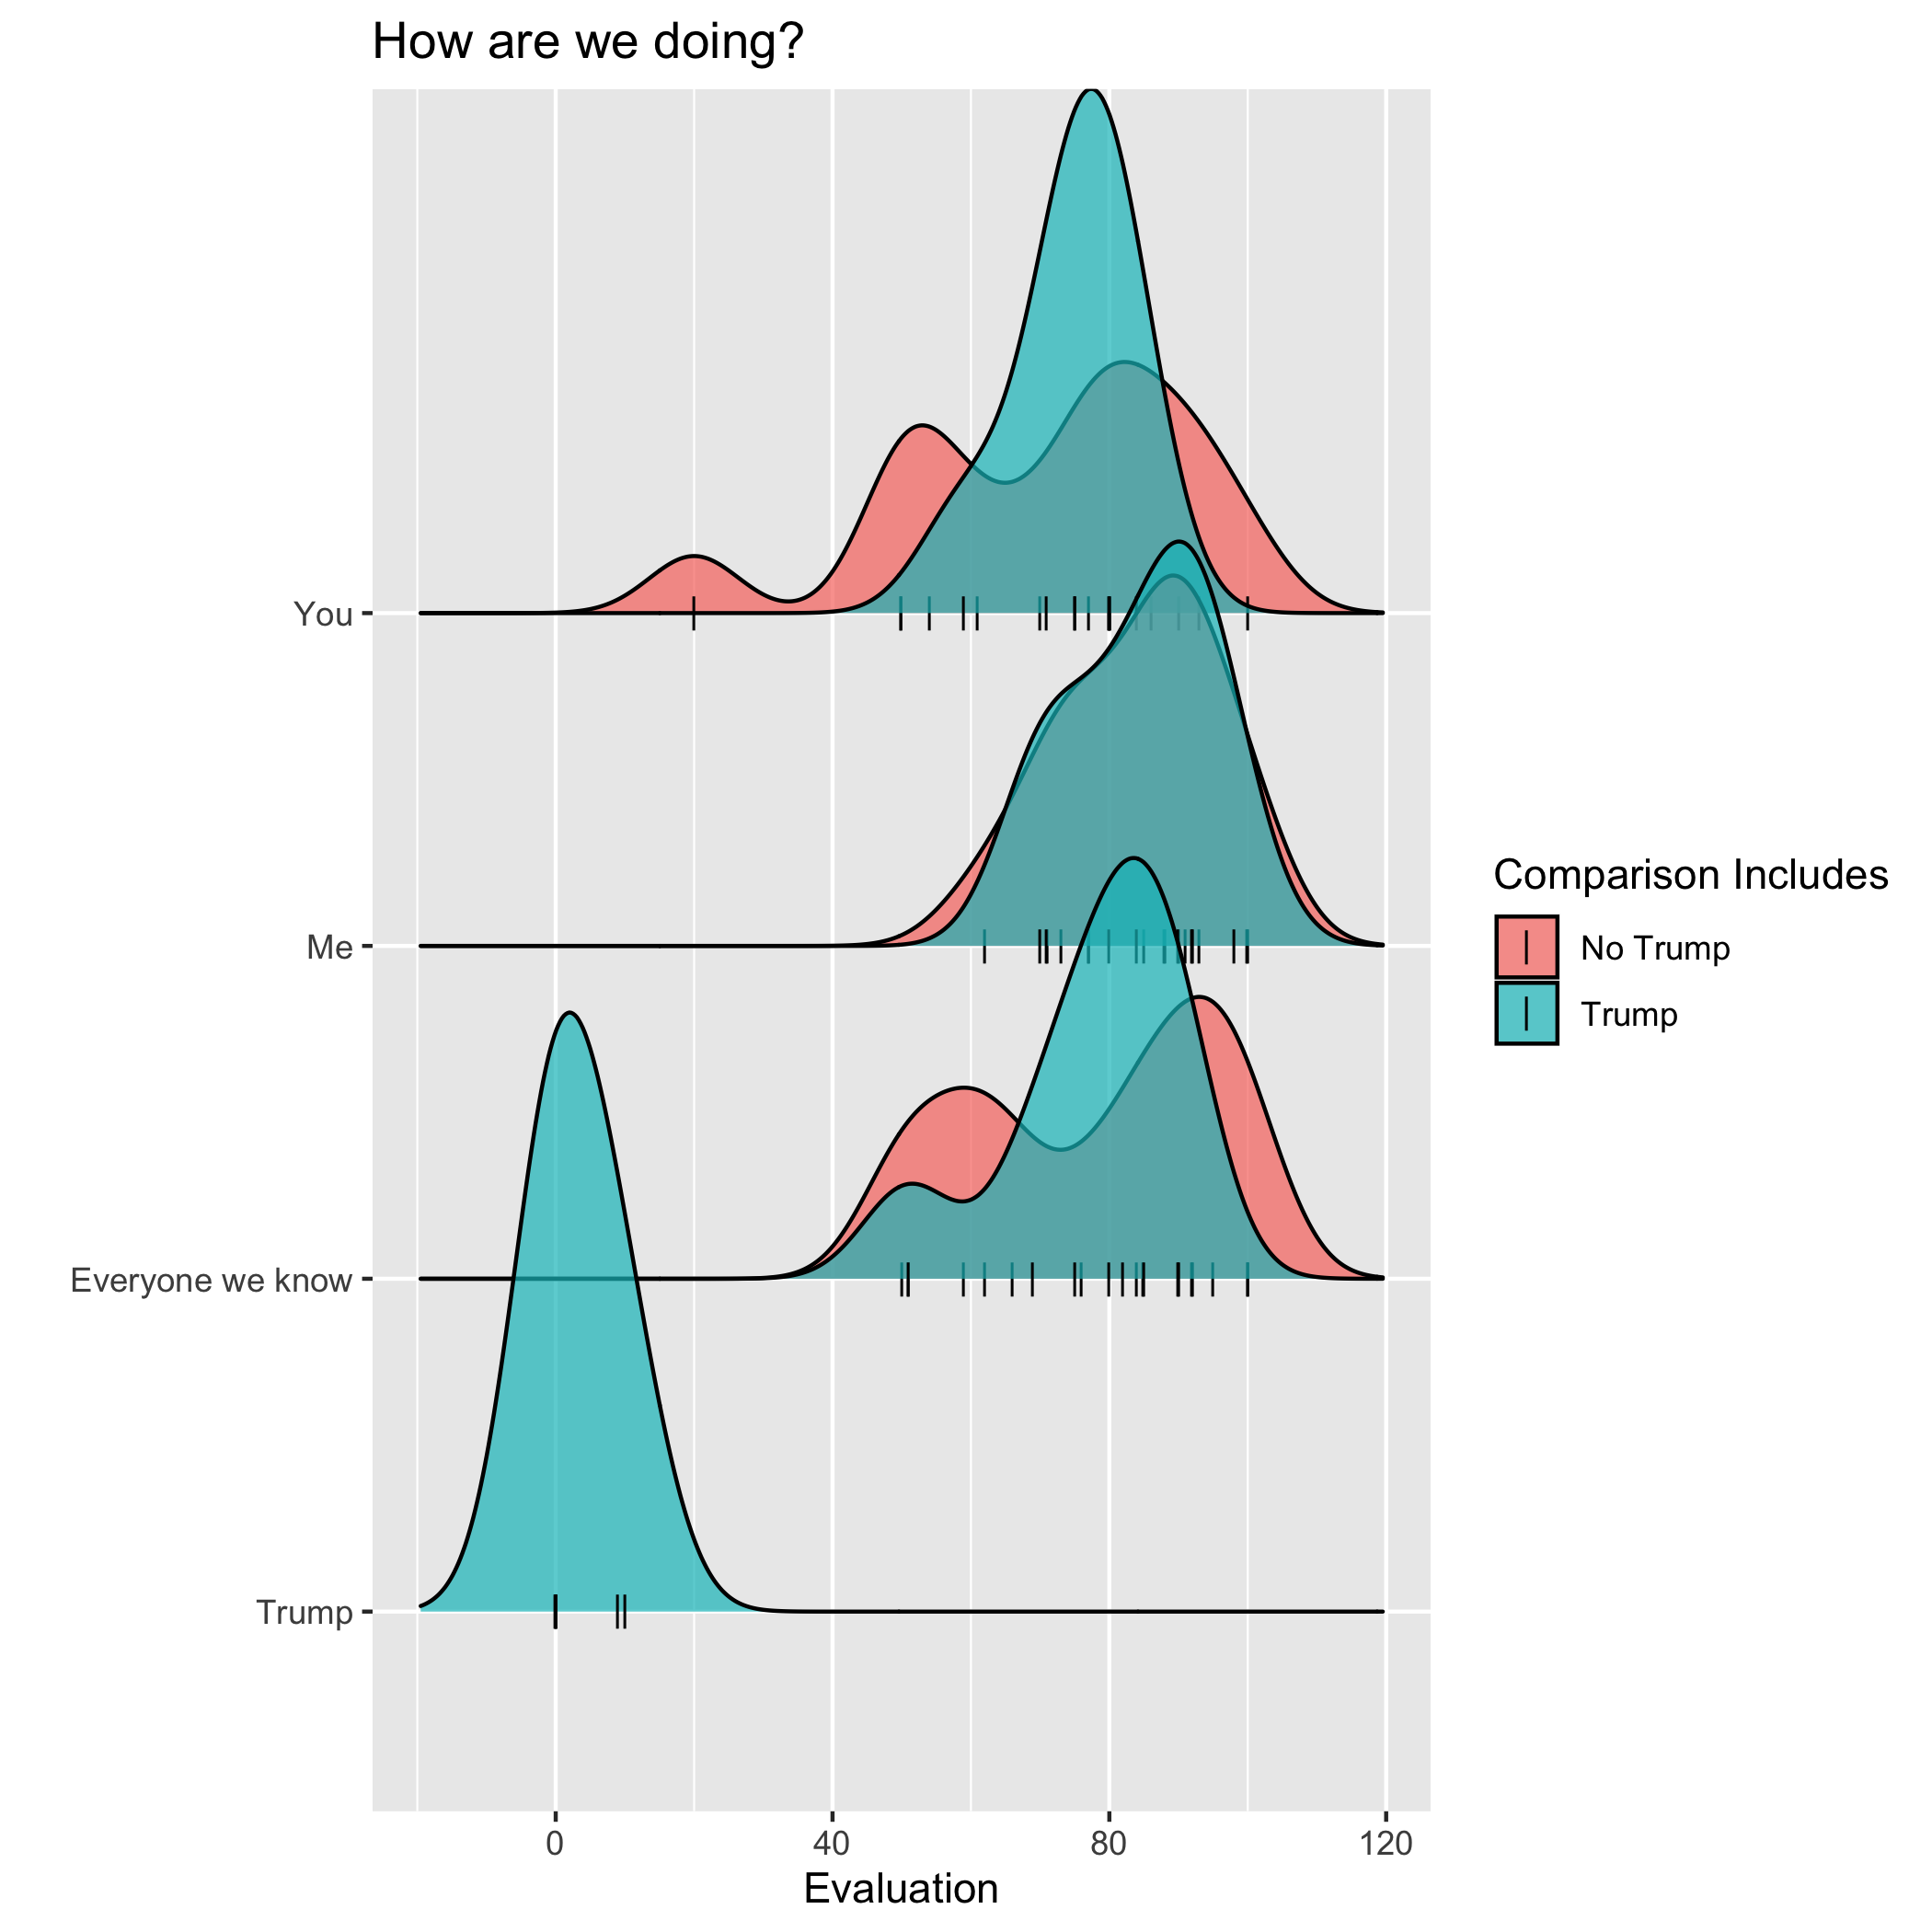 How are we doing?
You
Me
Everyone we know
Trump
0 40 80 120
Evaluation
Comparison Includes
No Trump
Trump